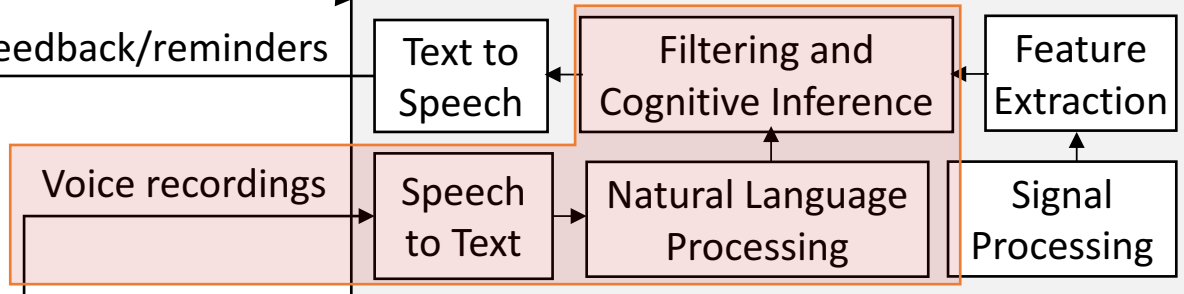 eedback/reminders
Text to
Speech
Filtering and
Cognitive Inference
Feature
Extraction
Voice recordings
Speech
to Text
Natural Language
Processing
Signal
Processing